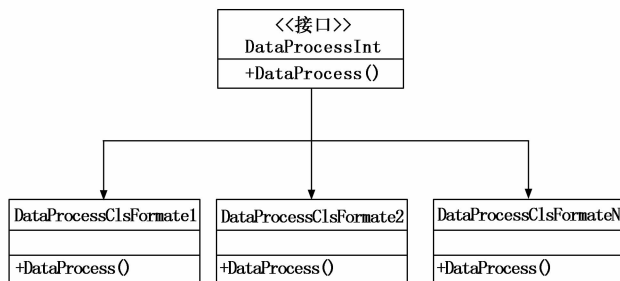 <<接口>>
DataProcessInt
+DataProcess()
DataProcessClsFormate1
DataProcessClsFormate2
DataProcessClsFormateN
+DataProcess()
+DataProcess()
+DataProcess()